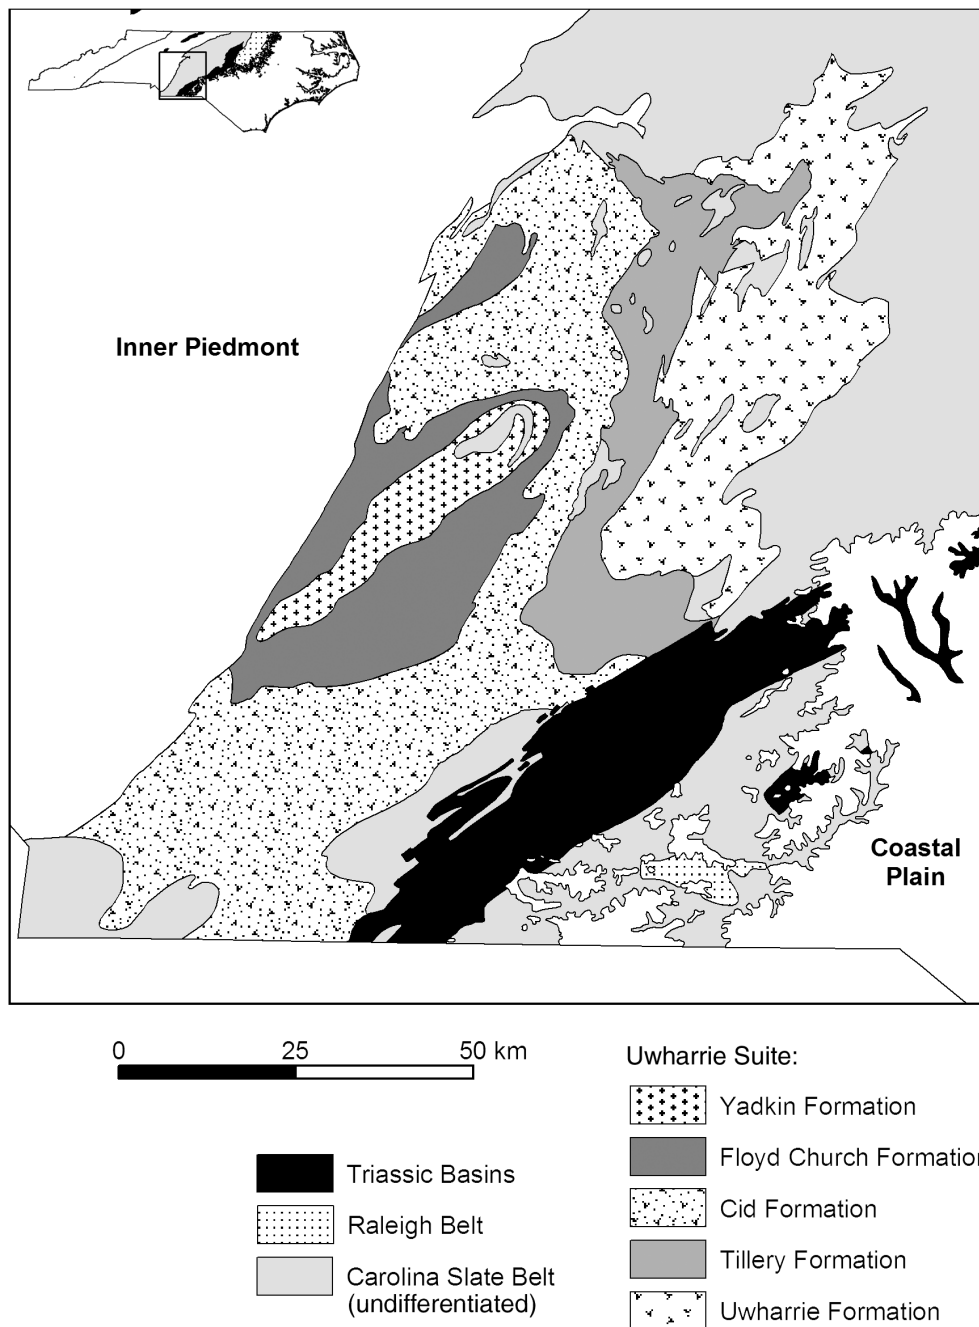 Inner Piedmont
Coastal
Plain
0 25 50 km
Triassic Basins
Raleigh Belt
Carolina Slate Belt
(undifferentiated)
Uwharrie Suite:
Yadkin Formation
Floyd Church Formation
Cid Formation
Tillery Formation
Uwharrie Formation